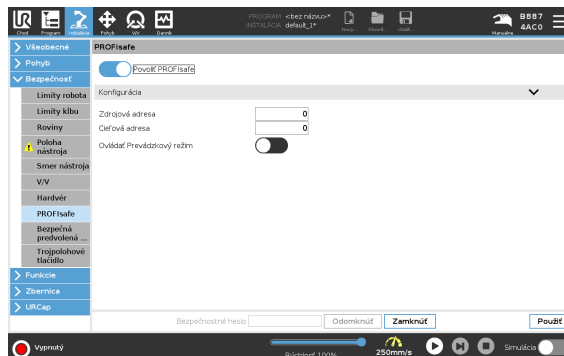 UR
PROGRAM <bez názvu>*
INŠTALÁCIA default_1*
B887
4AC0
Chod
Program
Inštalácia
Pohyb
V/V
Denník
Nový...
Otvoriť...
Uložiť...
Manuálne
Všeobecné
Pohyb
Bezpečnosť
Limity robota
Limity kĺbu
Roviny
Poloha
nástroja
Smer nástroja
V/V
Hardvér
PROFIsafe
Bezpečná
predvolená ...
Trojpolohové
tlačidlo
Funkcie
Zbernica
URCap
PROFIsafe
Povoliť PROFIsafe
Konfigurácia
Zdrojová adresa 0
Cieľová adresa 0
Ovládať Prevádzkový režim
Bezpečnostné heslo
Odomknúť
Zamknúť
Použiť
Vypnutý
Rýchlosť 100%
250mm/s
Simulácia